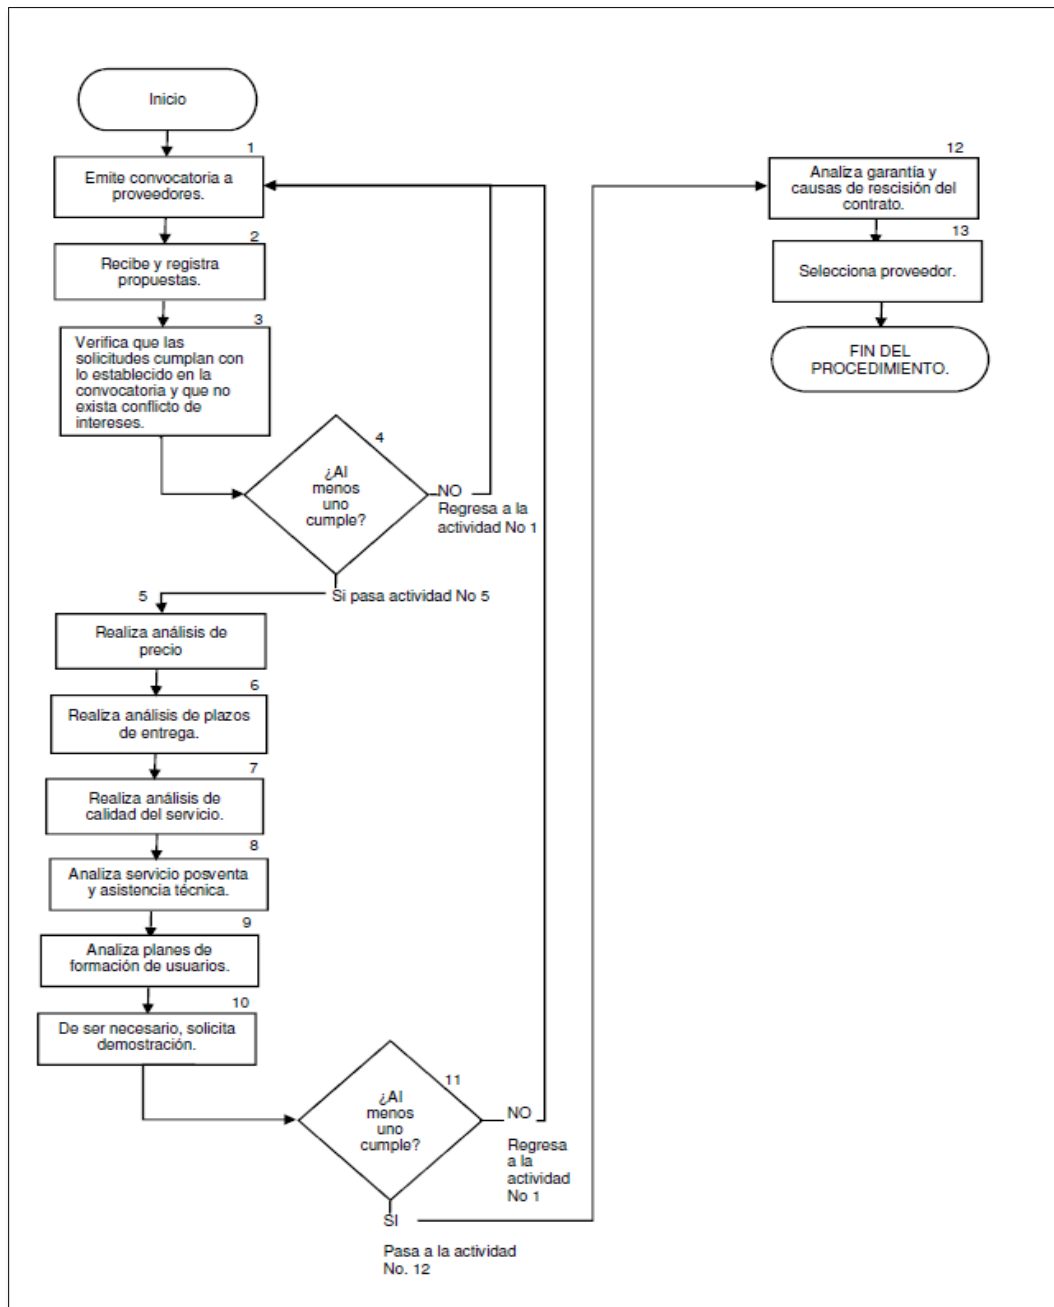 Inicio
1
Emite convocatoria a
proveedores.
2
Recibe y registra
propuestas.
3
Verifica que las
solicitudes cumplan con
lo establecido en la
convocatoria y que no
exista conflicto de
intereses.
4
¿Al
menos
uno
cumple?
NO
Regresa a la
actividad No 1
Si pasa actividad No 5
5
Realiza análisis de
precio
6
Realiza análisis de plazos
de entrega.
7
Realiza análisis de
calidad del servicio.
8
Analiza servicio posventa
y asistencia técnica.
9
Analiza planes de
formación de usuarios.
10
De ser necesario, solicita
demostración.
11
¿Al
menos
uno
cumple?
NO
Regresa
a la
actividad
No 1
SI
Pasa a la actividad
No. 12
12
Analiza garantía y
causas de rescisión del
contrato.
13
Selecciona proveedor.
FIN DEL
PROCEDIMIENTO.